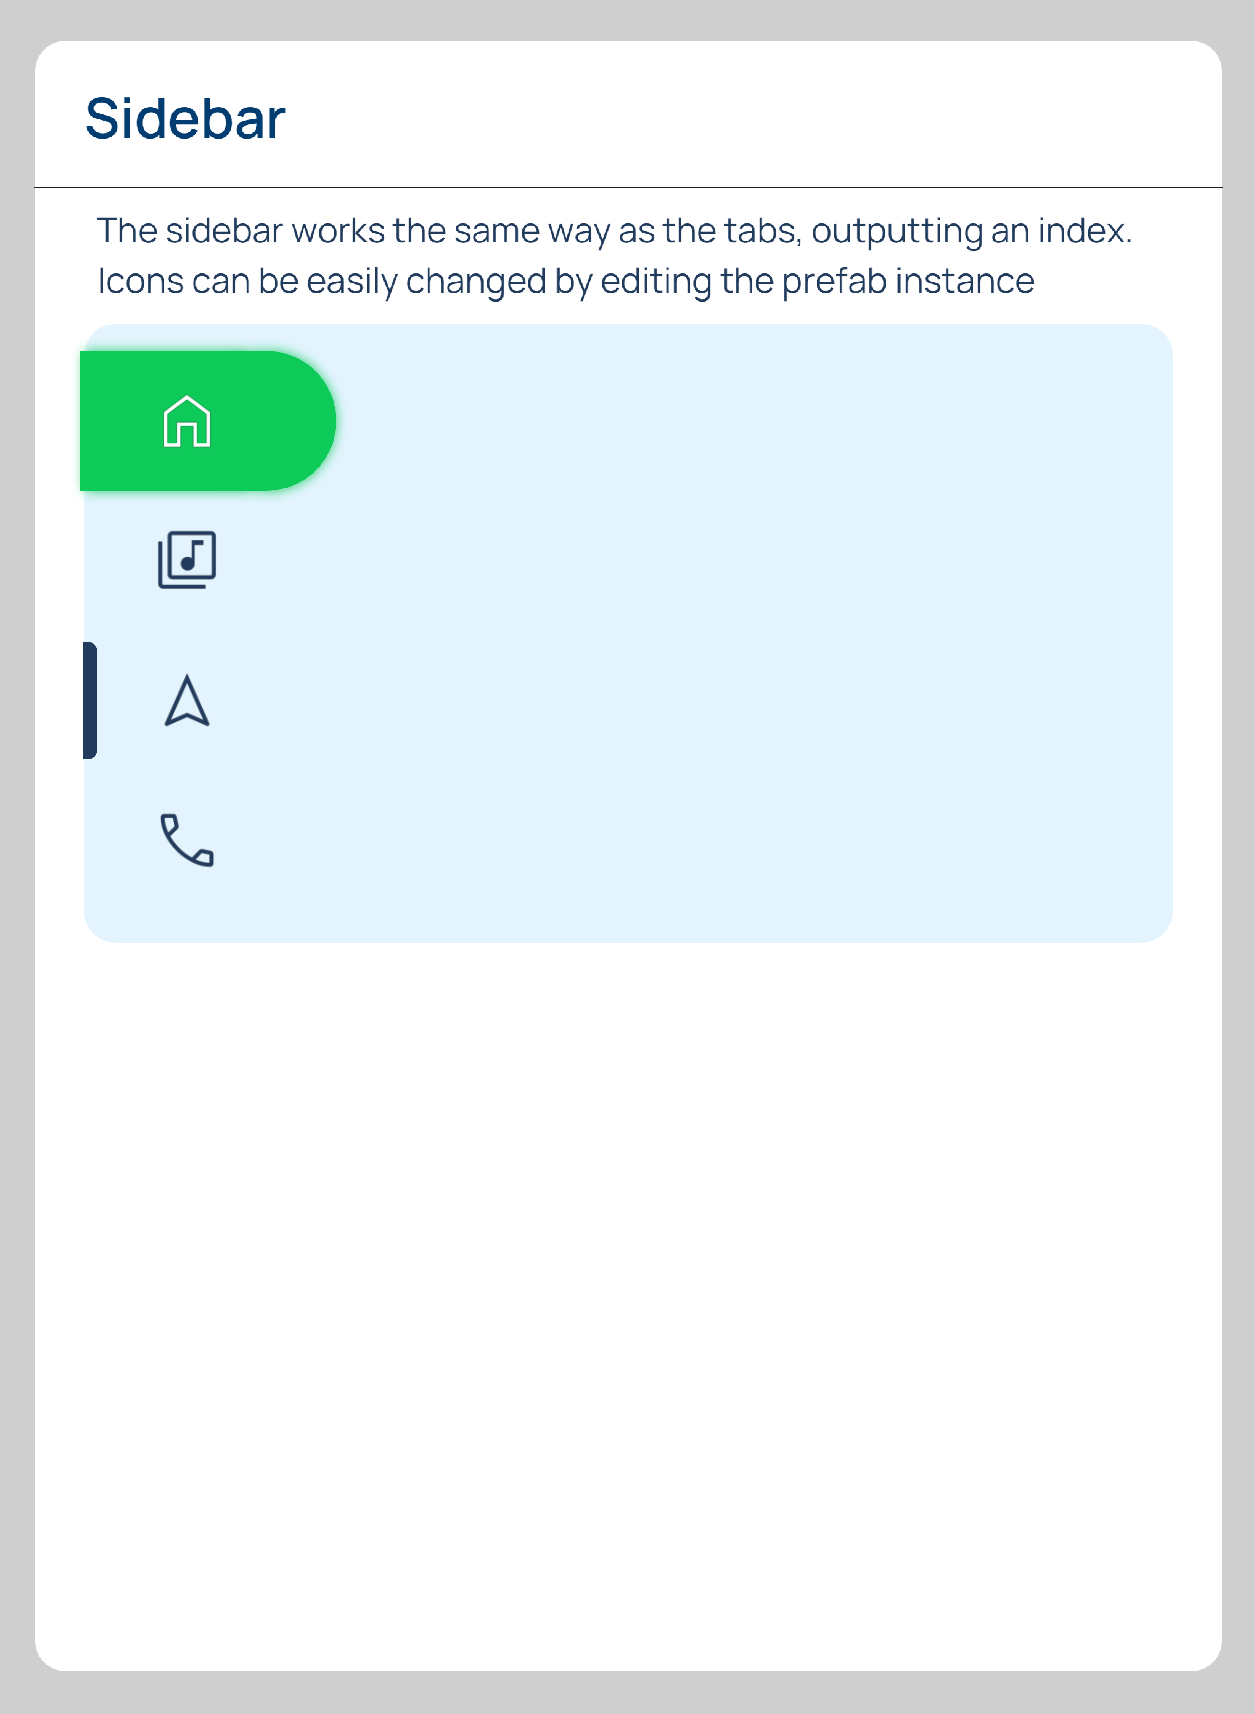 Sidebar
The sidebar works the same way as the tabs, outputting an index.
Icons can be easily changed by editing the prefab instance